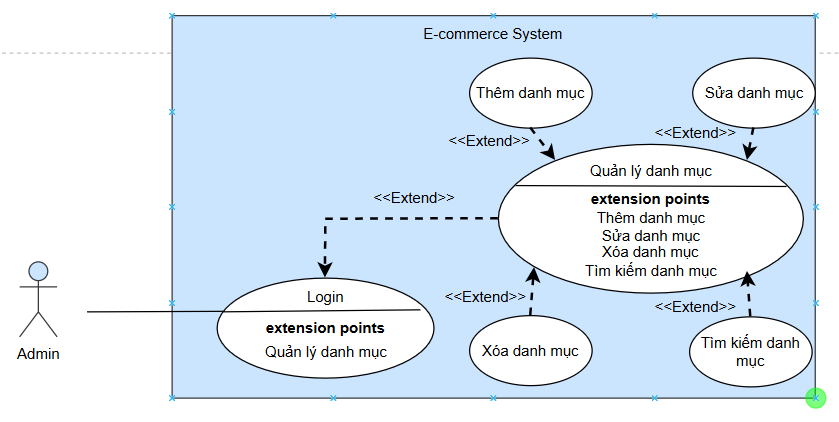 E-commerce System
Thêm danh mục
Sửa danh mục
<<Extend>>
<<Extend>>
Quản lý danh mục
extension points
Thêm danh mục
Sửa danh mục
Xóa danh mục
Tìm kiếm danh mục
<<Extend>>
Login
extension points
Quản lý danh mục
<<Extend>>
<<Extend>>
Xóa danh mục
Tìm kiếm danh
mục
Admin